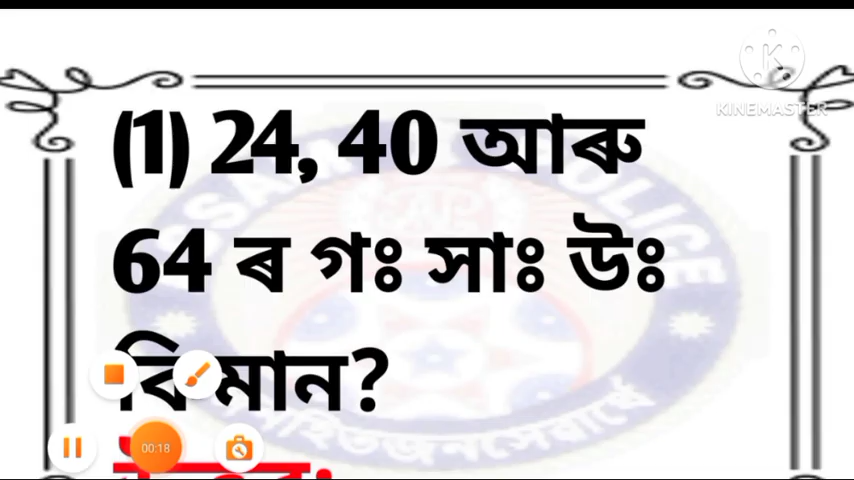 KINEMASTER
(1) 24, 40 আৰু
64 ৰ গঃ সাঃ উঃ
কি মান?
00:18